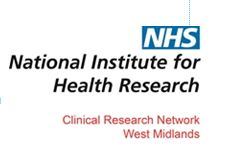 NHS
National Institute for
Health Research
Clinical Research Network
West Midlands